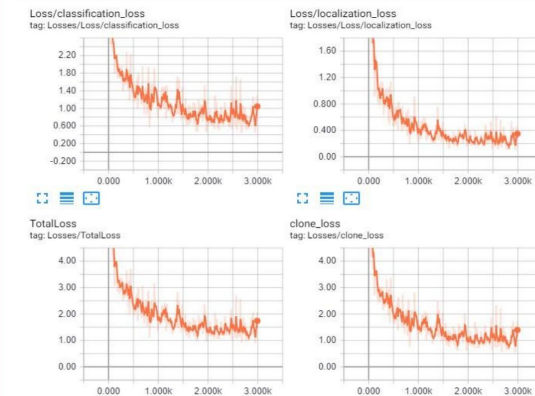 Loss/classification_loss
tag: Losses/Loss/classification_loss
2.20
1.80
1.40
1.00
0.600
0.200
-0.200
0.000 1.000k 2.000k 3.000k
Loss/localization_loss
tag: Losses/Loss/localization_loss
1.60
1.20
0.800
0.400
0.00
0.000 1.000k 2.000k 3.000k
TotalLoss
tag: Losses/TotalLoss
4.00
3.00
2.00
1.00
0.00
0.000 1.000k 2.000k 3.000k
clone_loss
tag: Losses/clone_loss
4.00
3.00
2.00
1.00
0.00
0.000 1.000k 2.000k 3.000k